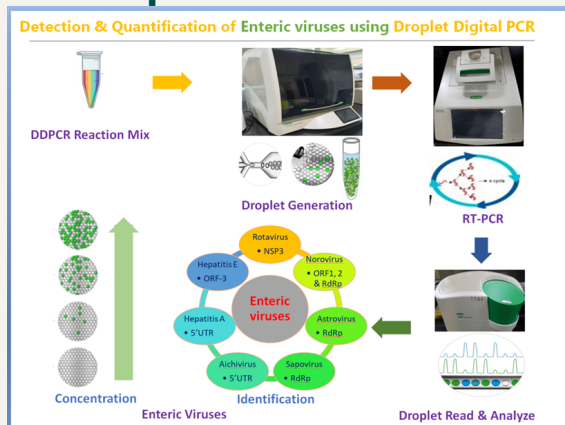 Detection & Quantification of Enteric viruses using Droplet Digital PCR
DDPCR Reaction Mix
Droplet Generation
RT-PCR
Rotavirus
• NSP3
Hepatitis E
• ORF-3
Norovirus
• ORF1, 2
& RdRp
Enteric
viruses
Hepatitis A
• 5'UTR
Astrovirus
• RdRp
Aichivirus
• 5'UTR
Sapovirus
• RdRp
Concentration
Identification
Enteric Viruses
Droplet Read & Analyze